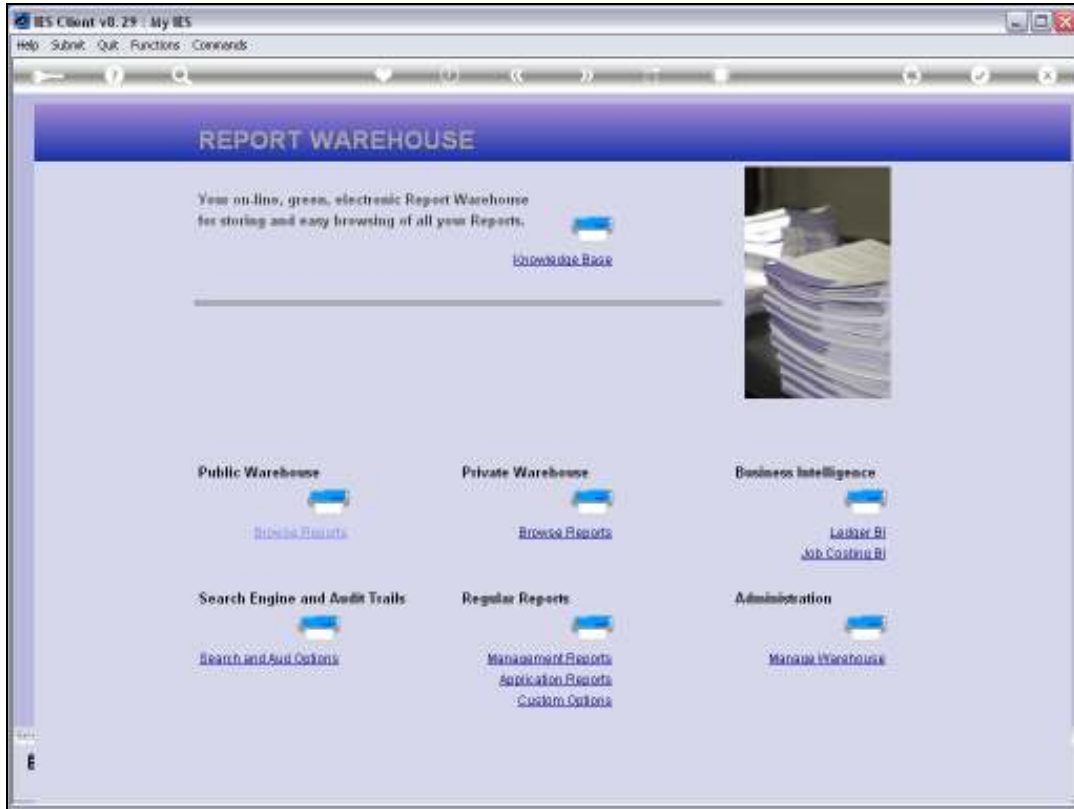 IES Client v8.29 : My IES
Help Submit Quit Functions Commands
REPORT WAREHOUSE
Your on-line, green, electronic Report Warehouse
for storing and easy browsing of all your Reports.
Knowledge Base
Public Warehouse
Private Warehouse
Business Intelligence
Browse Reports
Browse Reports
Ledger BI
Job Costing BI
Search Engine and Audit Trails
Regular Reports
Administration
Search and Aud Options
Management Reports
Manage Warehouse
Application Reports
Custom Options